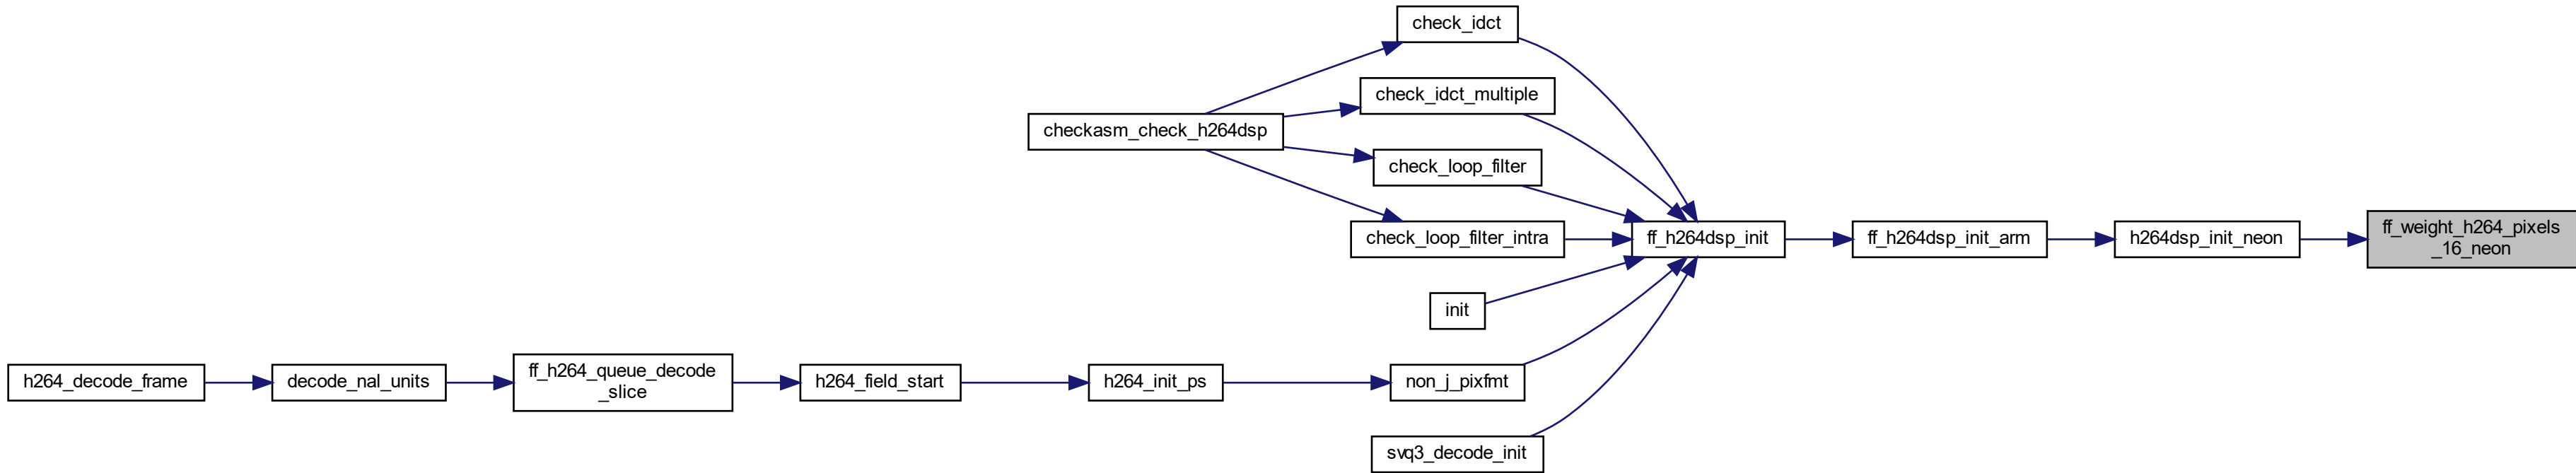 check_idct
check_idct_multiple
checkasm_check_h264dsp
check_loop_filter
check_loop_filter_intra
ff_h264dsp_init
ff_h264dsp_init_arm
h264dsp_init_neon
ff_weight_h264_pixels
_16_neon
init
h264_decode_frame
decode_nal_units
ff_h264_queue_decode
_slice
h264_field_start
h264_init_ps
non_j_pixfmt
svq3_decode_init